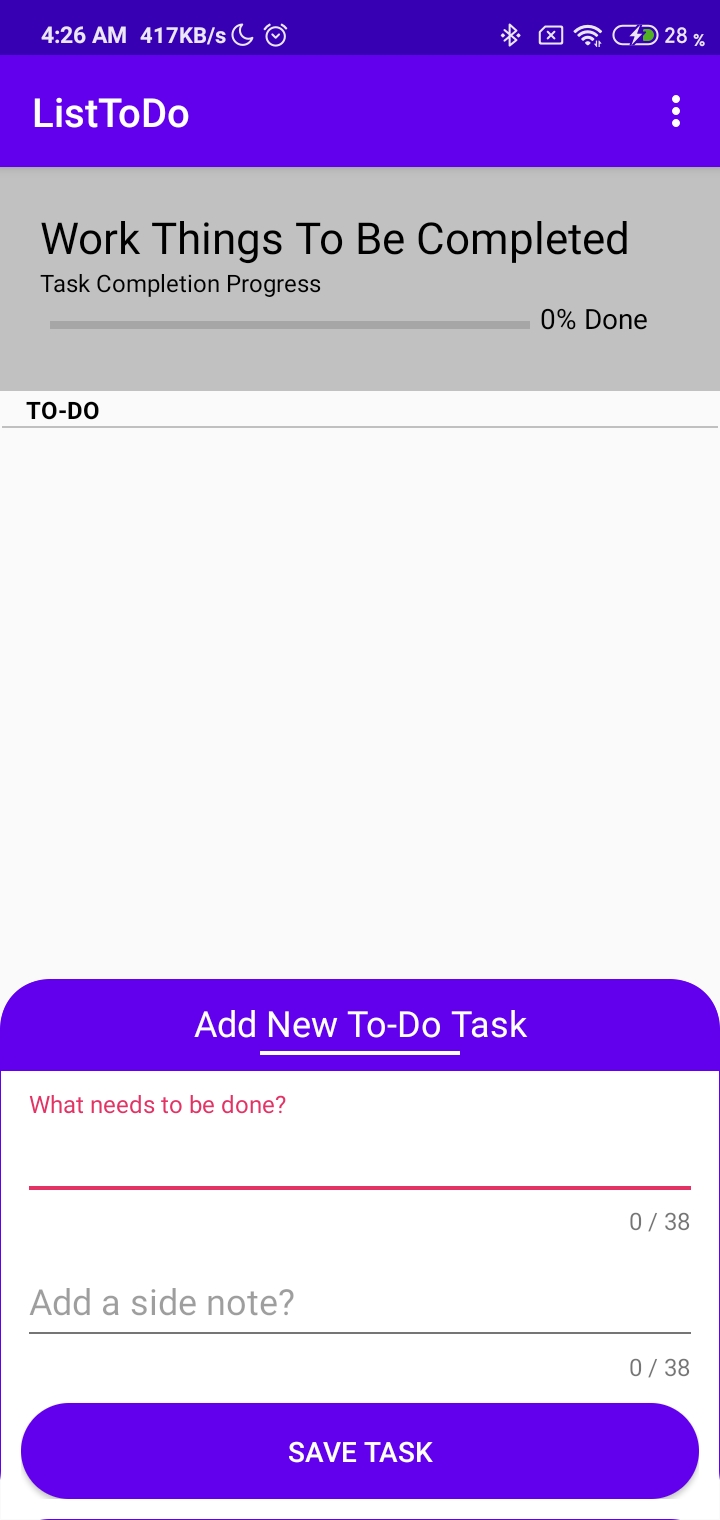 4:26 AM 417KB/s 28 %
ListToDo
Work Things To Be Completed
Task Completion Progress
0% Done
TO-DO
Add New To-Do Task
What needs to be done?
0 / 38
Add a side note?
0 / 38
SAVE TASK